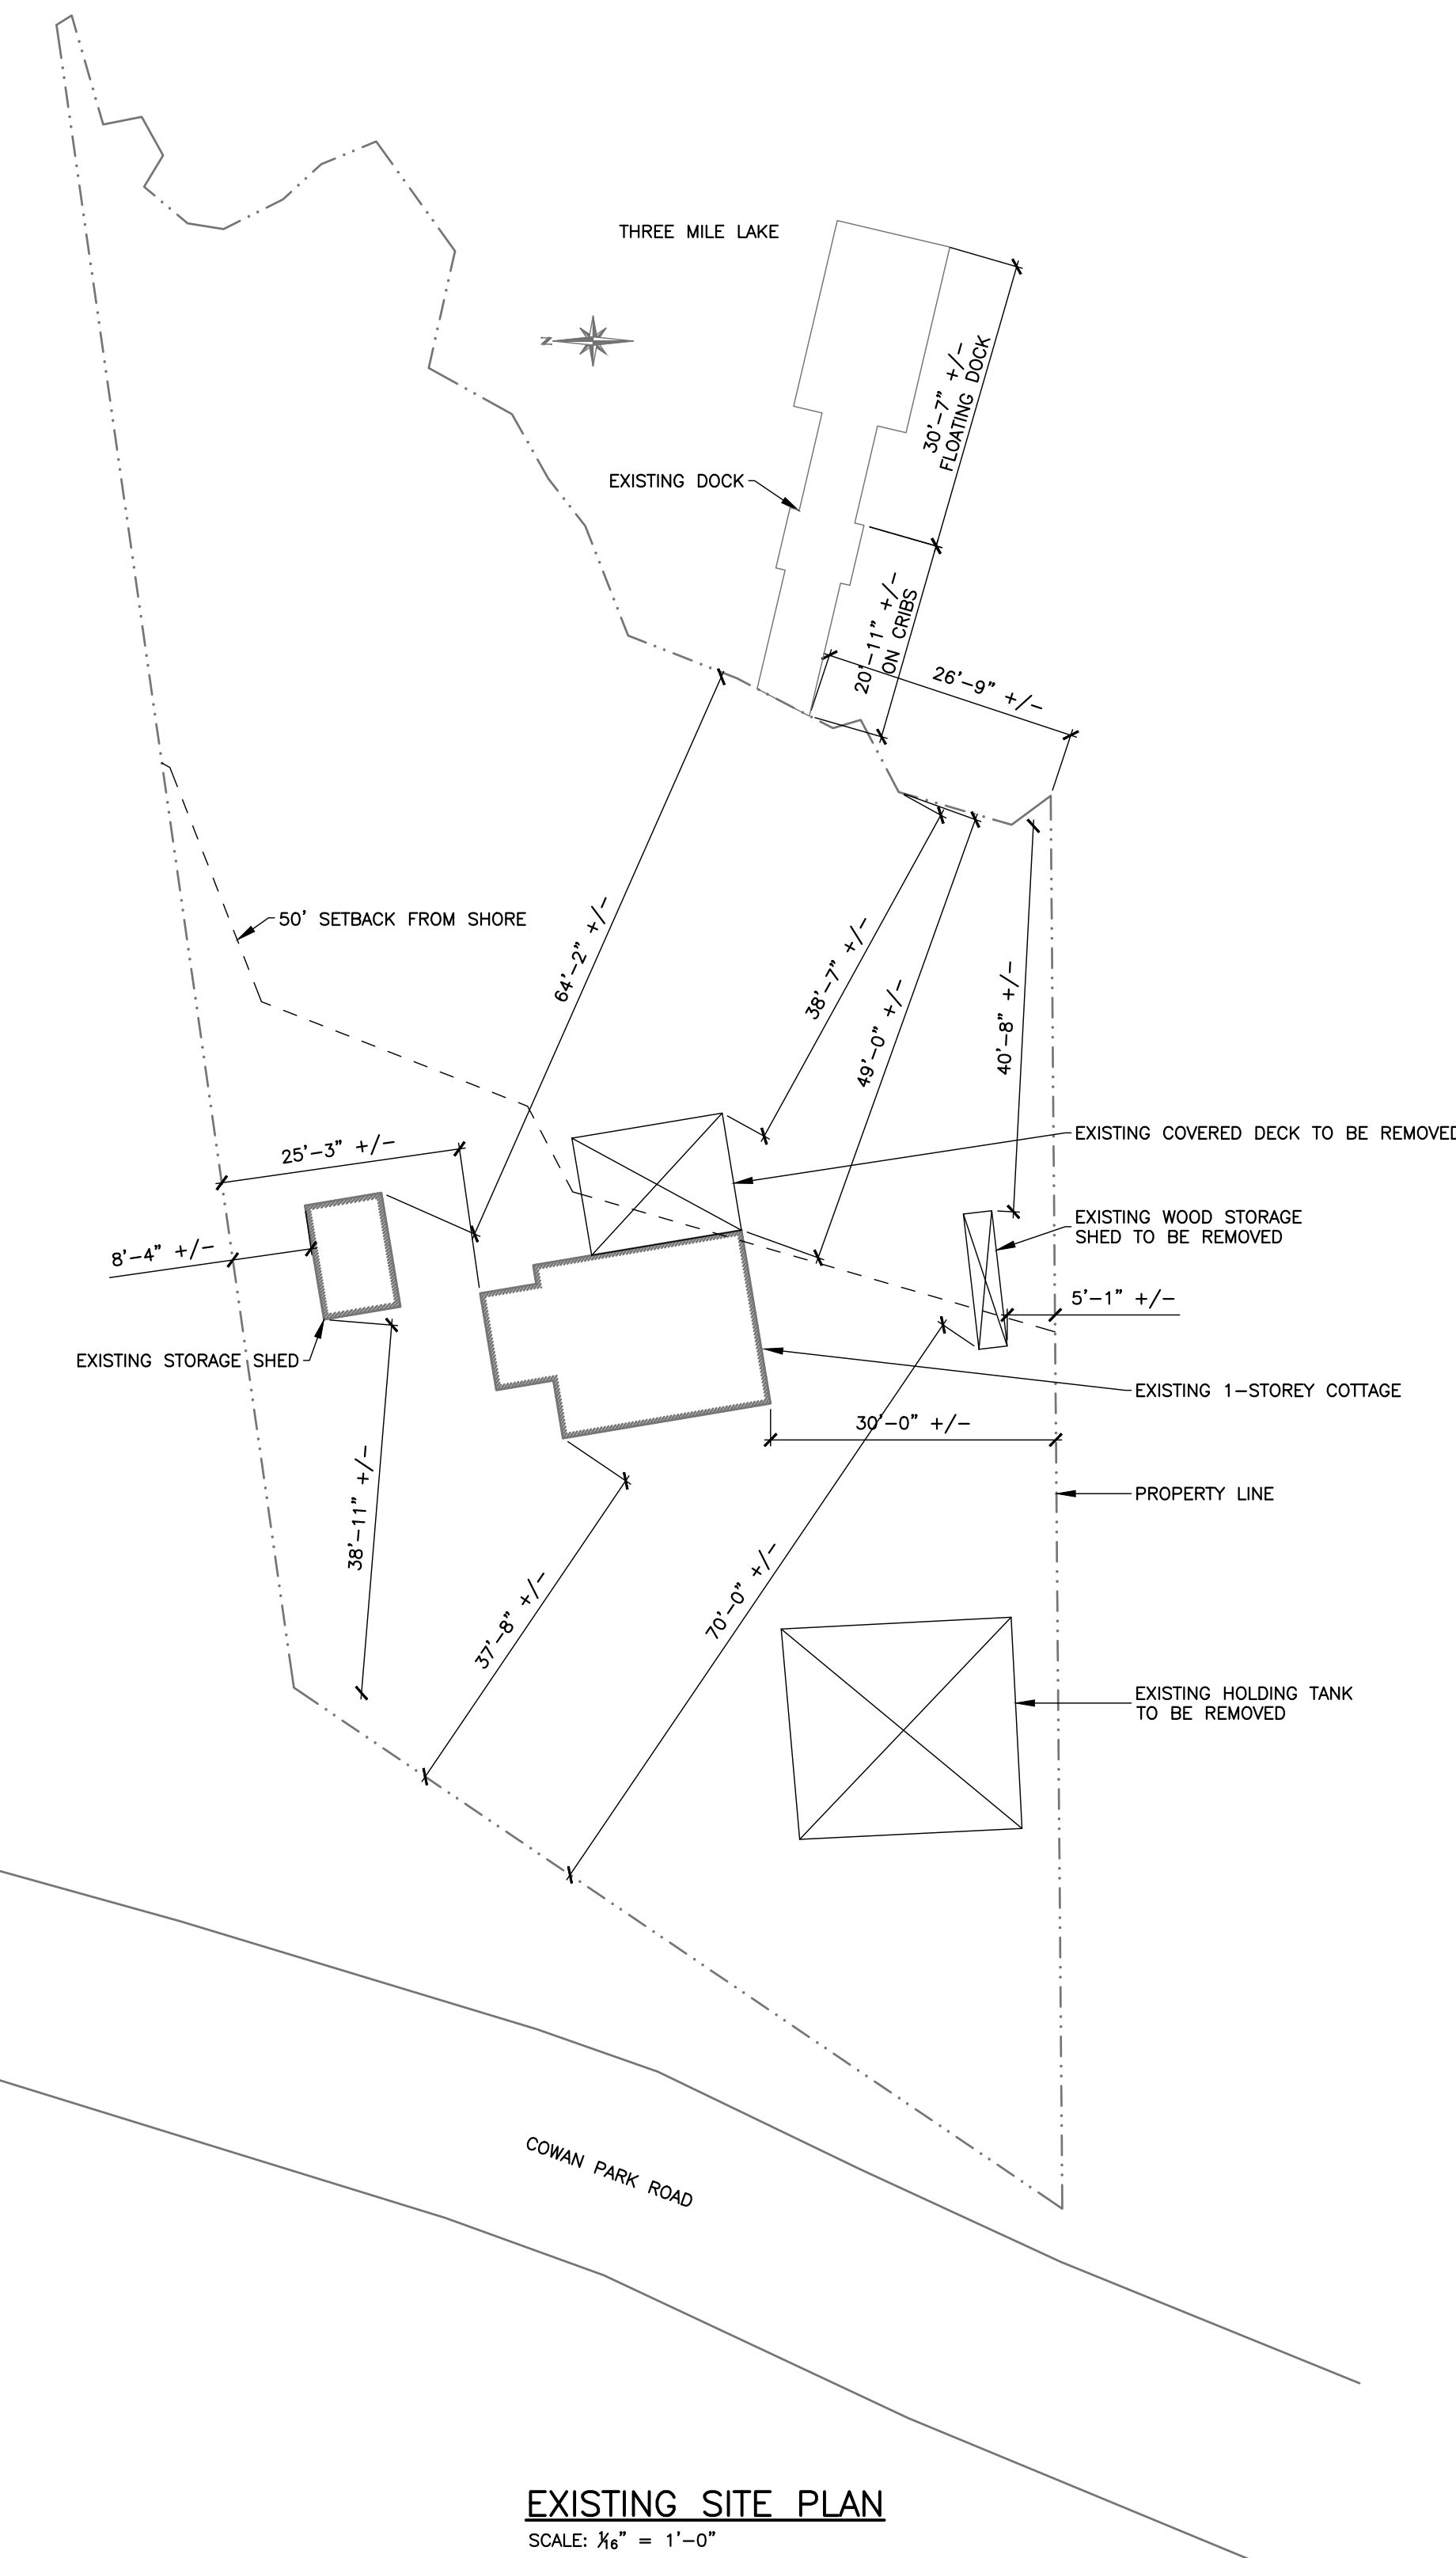 THREE MILE LAKE
N
30'-7" +/-
FLOATING DOCK
EXISTING DOCK
20'-11" +/-
ON CRIBS
26'-9" +/-
50' SETBACK FROM SHORE
64'-2" +/-
38'-7" +/-
49'-0" +/-
40'-8" +/-
25'-3" +/-
EXISTING COVERED DECK TO BE REMOVED
EXISTING WOOD STORAGE
SHED TO BE REMOVED
8'-4" +/-
5'-1" +/-
EXISTING STORAGE SHED
EXISTING 1-STOREY COTTAGE
30'-0" +/-
PROPERTY LINE
38'-11" +/-
37'-8" +/-
70'-0" +/-
EXISTING HOLDING TANK
TO BE REMOVED
COWAN PARK ROAD
EXISTING SITE PLAN
SCALE: 1/16" = 1'-0"